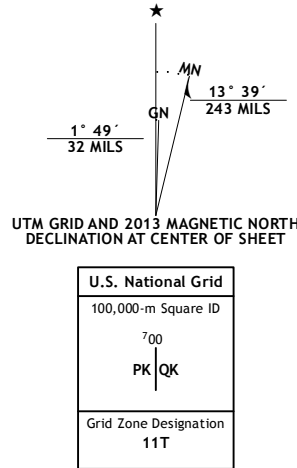 ★
MN
13° 39´
243 MILS
GN
1° 49´
32 MILS
UTM GRID AND 2013 MAGNETIC NORTH
DECLINATION AT CENTER OF SHEET
U.S. National Grid
100,000-m Square ID
⁷00
PK QK
Grid Zone Designation
11T